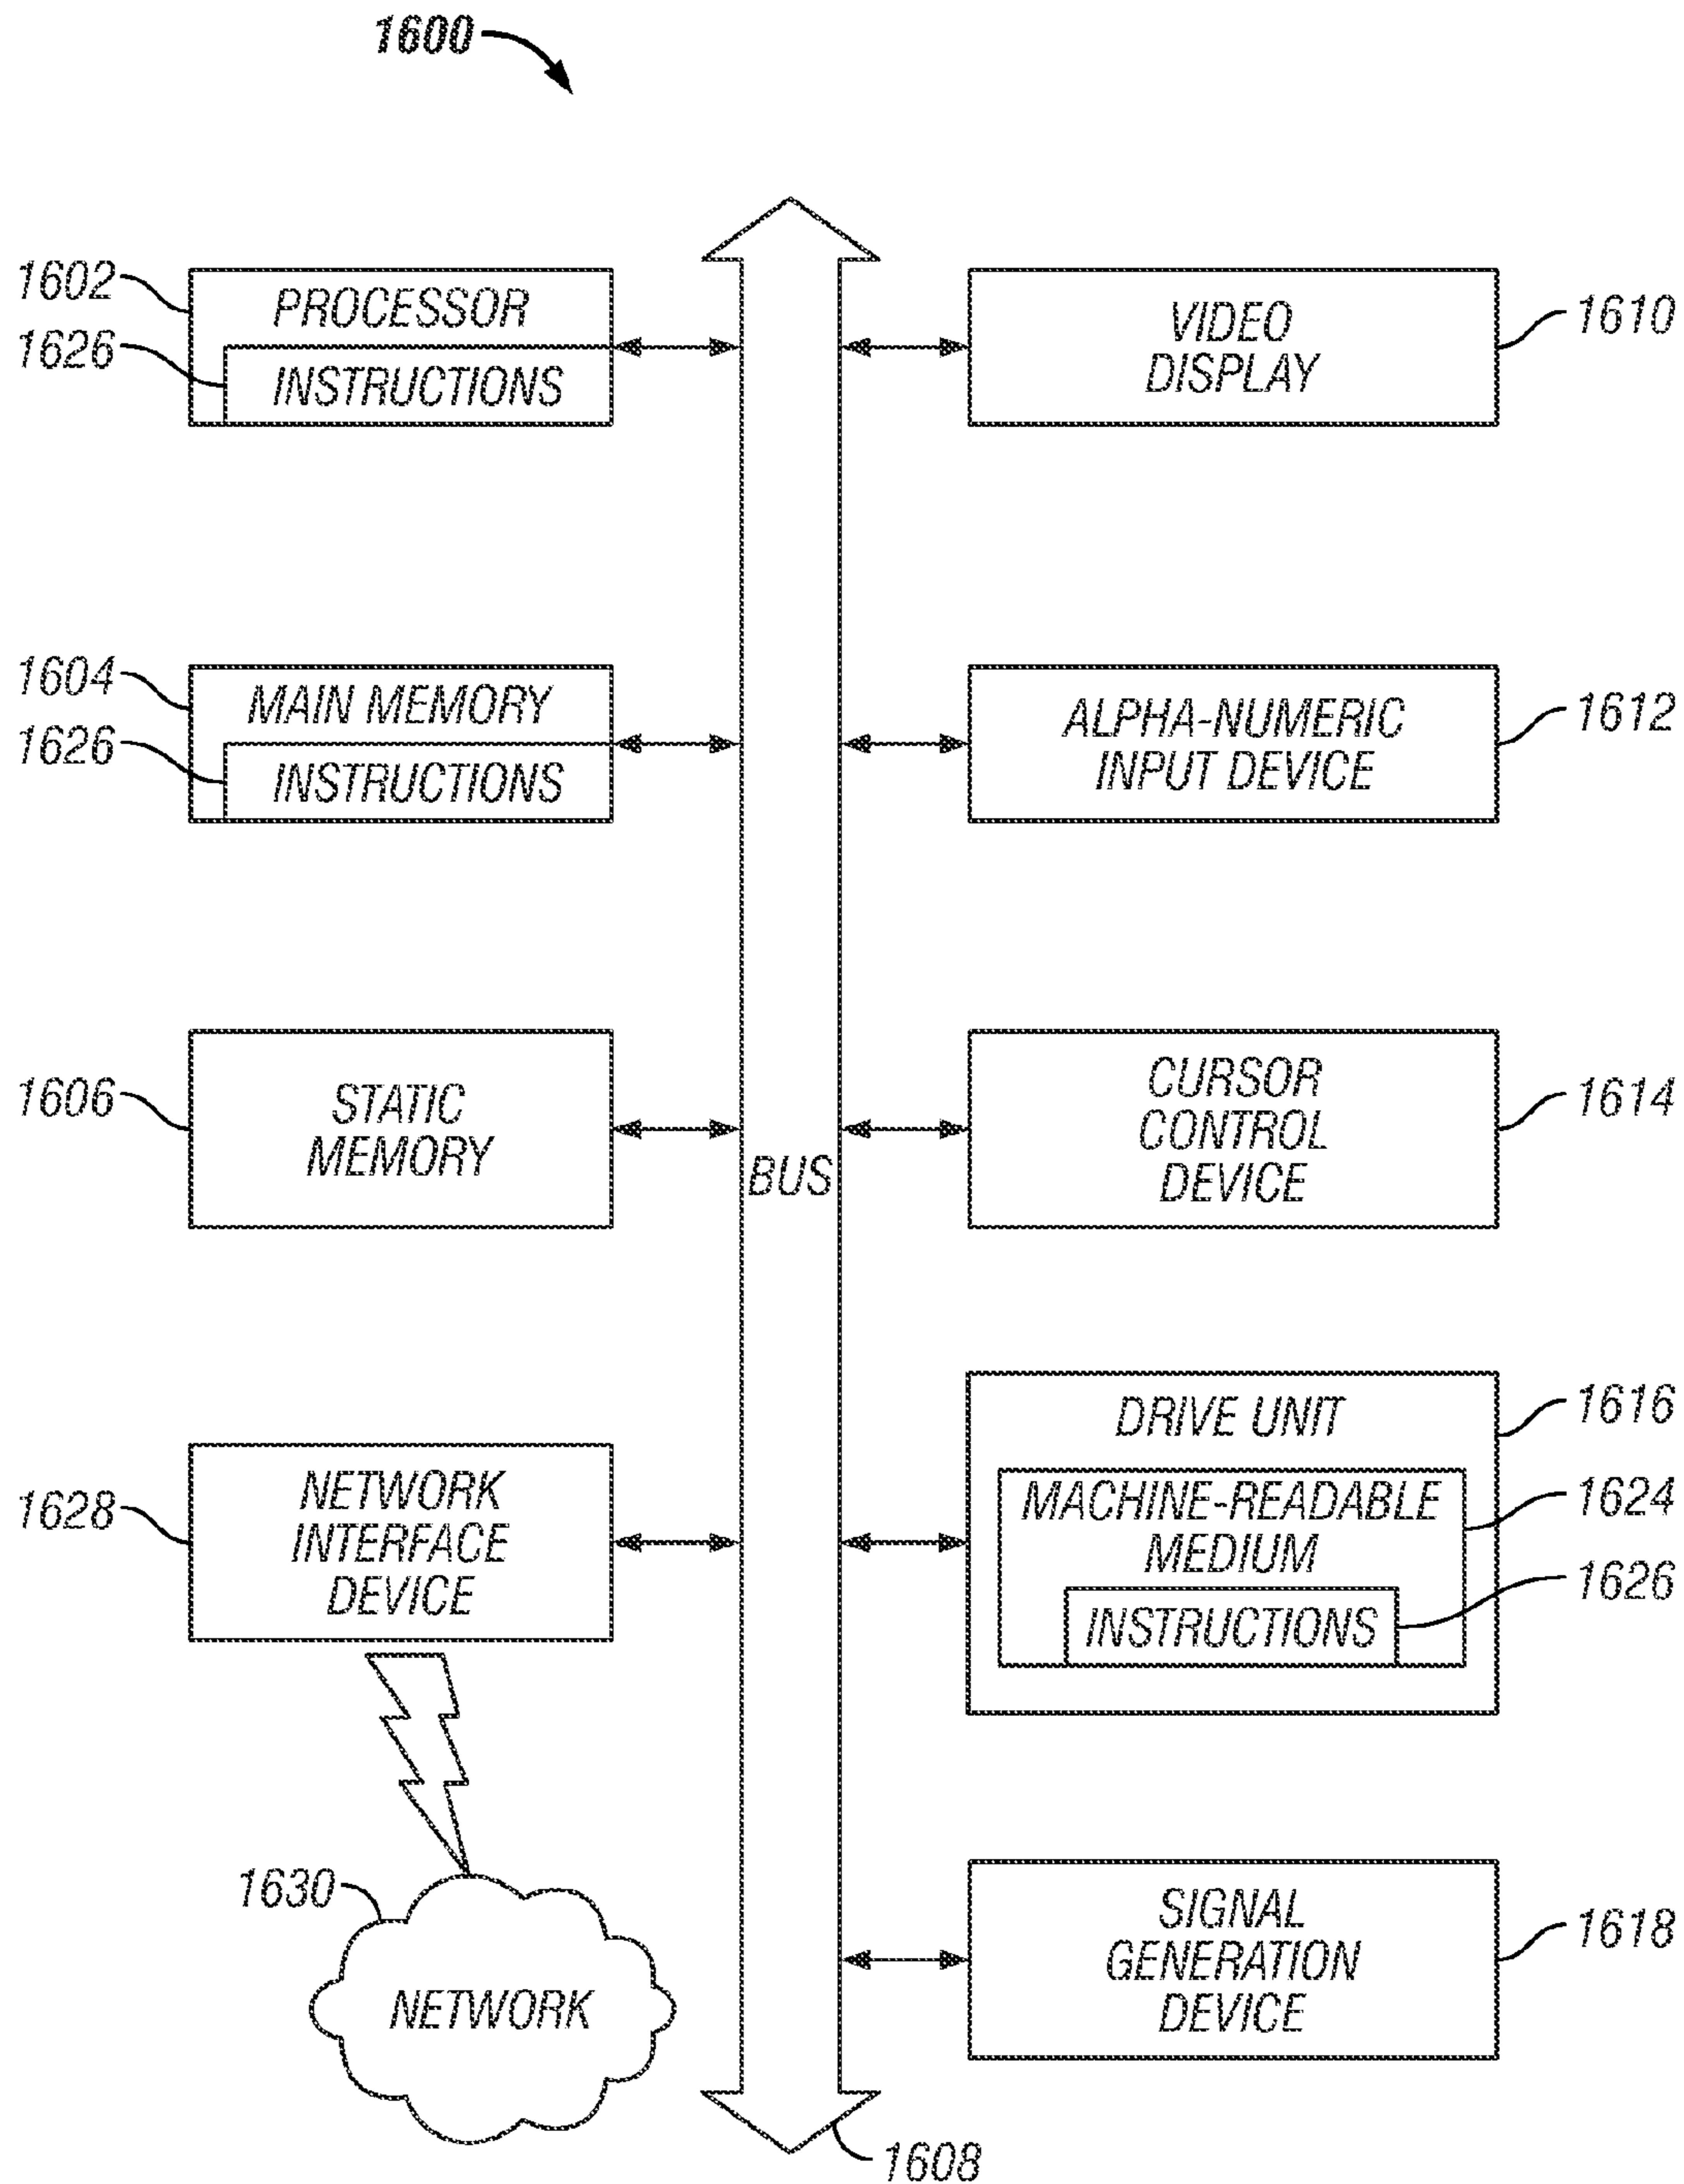 1600
1602
PROCESSOR
1626
INSTRUCTIONS
VIDEO
DISPLAY
1610
1604
MAIN MEMORY
1626
INSTRUCTIONS
ALPHA-NUMERIC
INPUT DEVICE
1612
1606
STATIC
MEMORY
BUS
CURSOR
CONTROL
DEVICE
1614
1628
NETWORK
INTERFACE
DEVICE
DRIVE UNIT
1616
MACHINE-READABLE
MEDIUM
1624
INSTRUCTIONS
1626
1630
NETWORK
SIGNAL
GENERATION
DEVICE
1618
1608